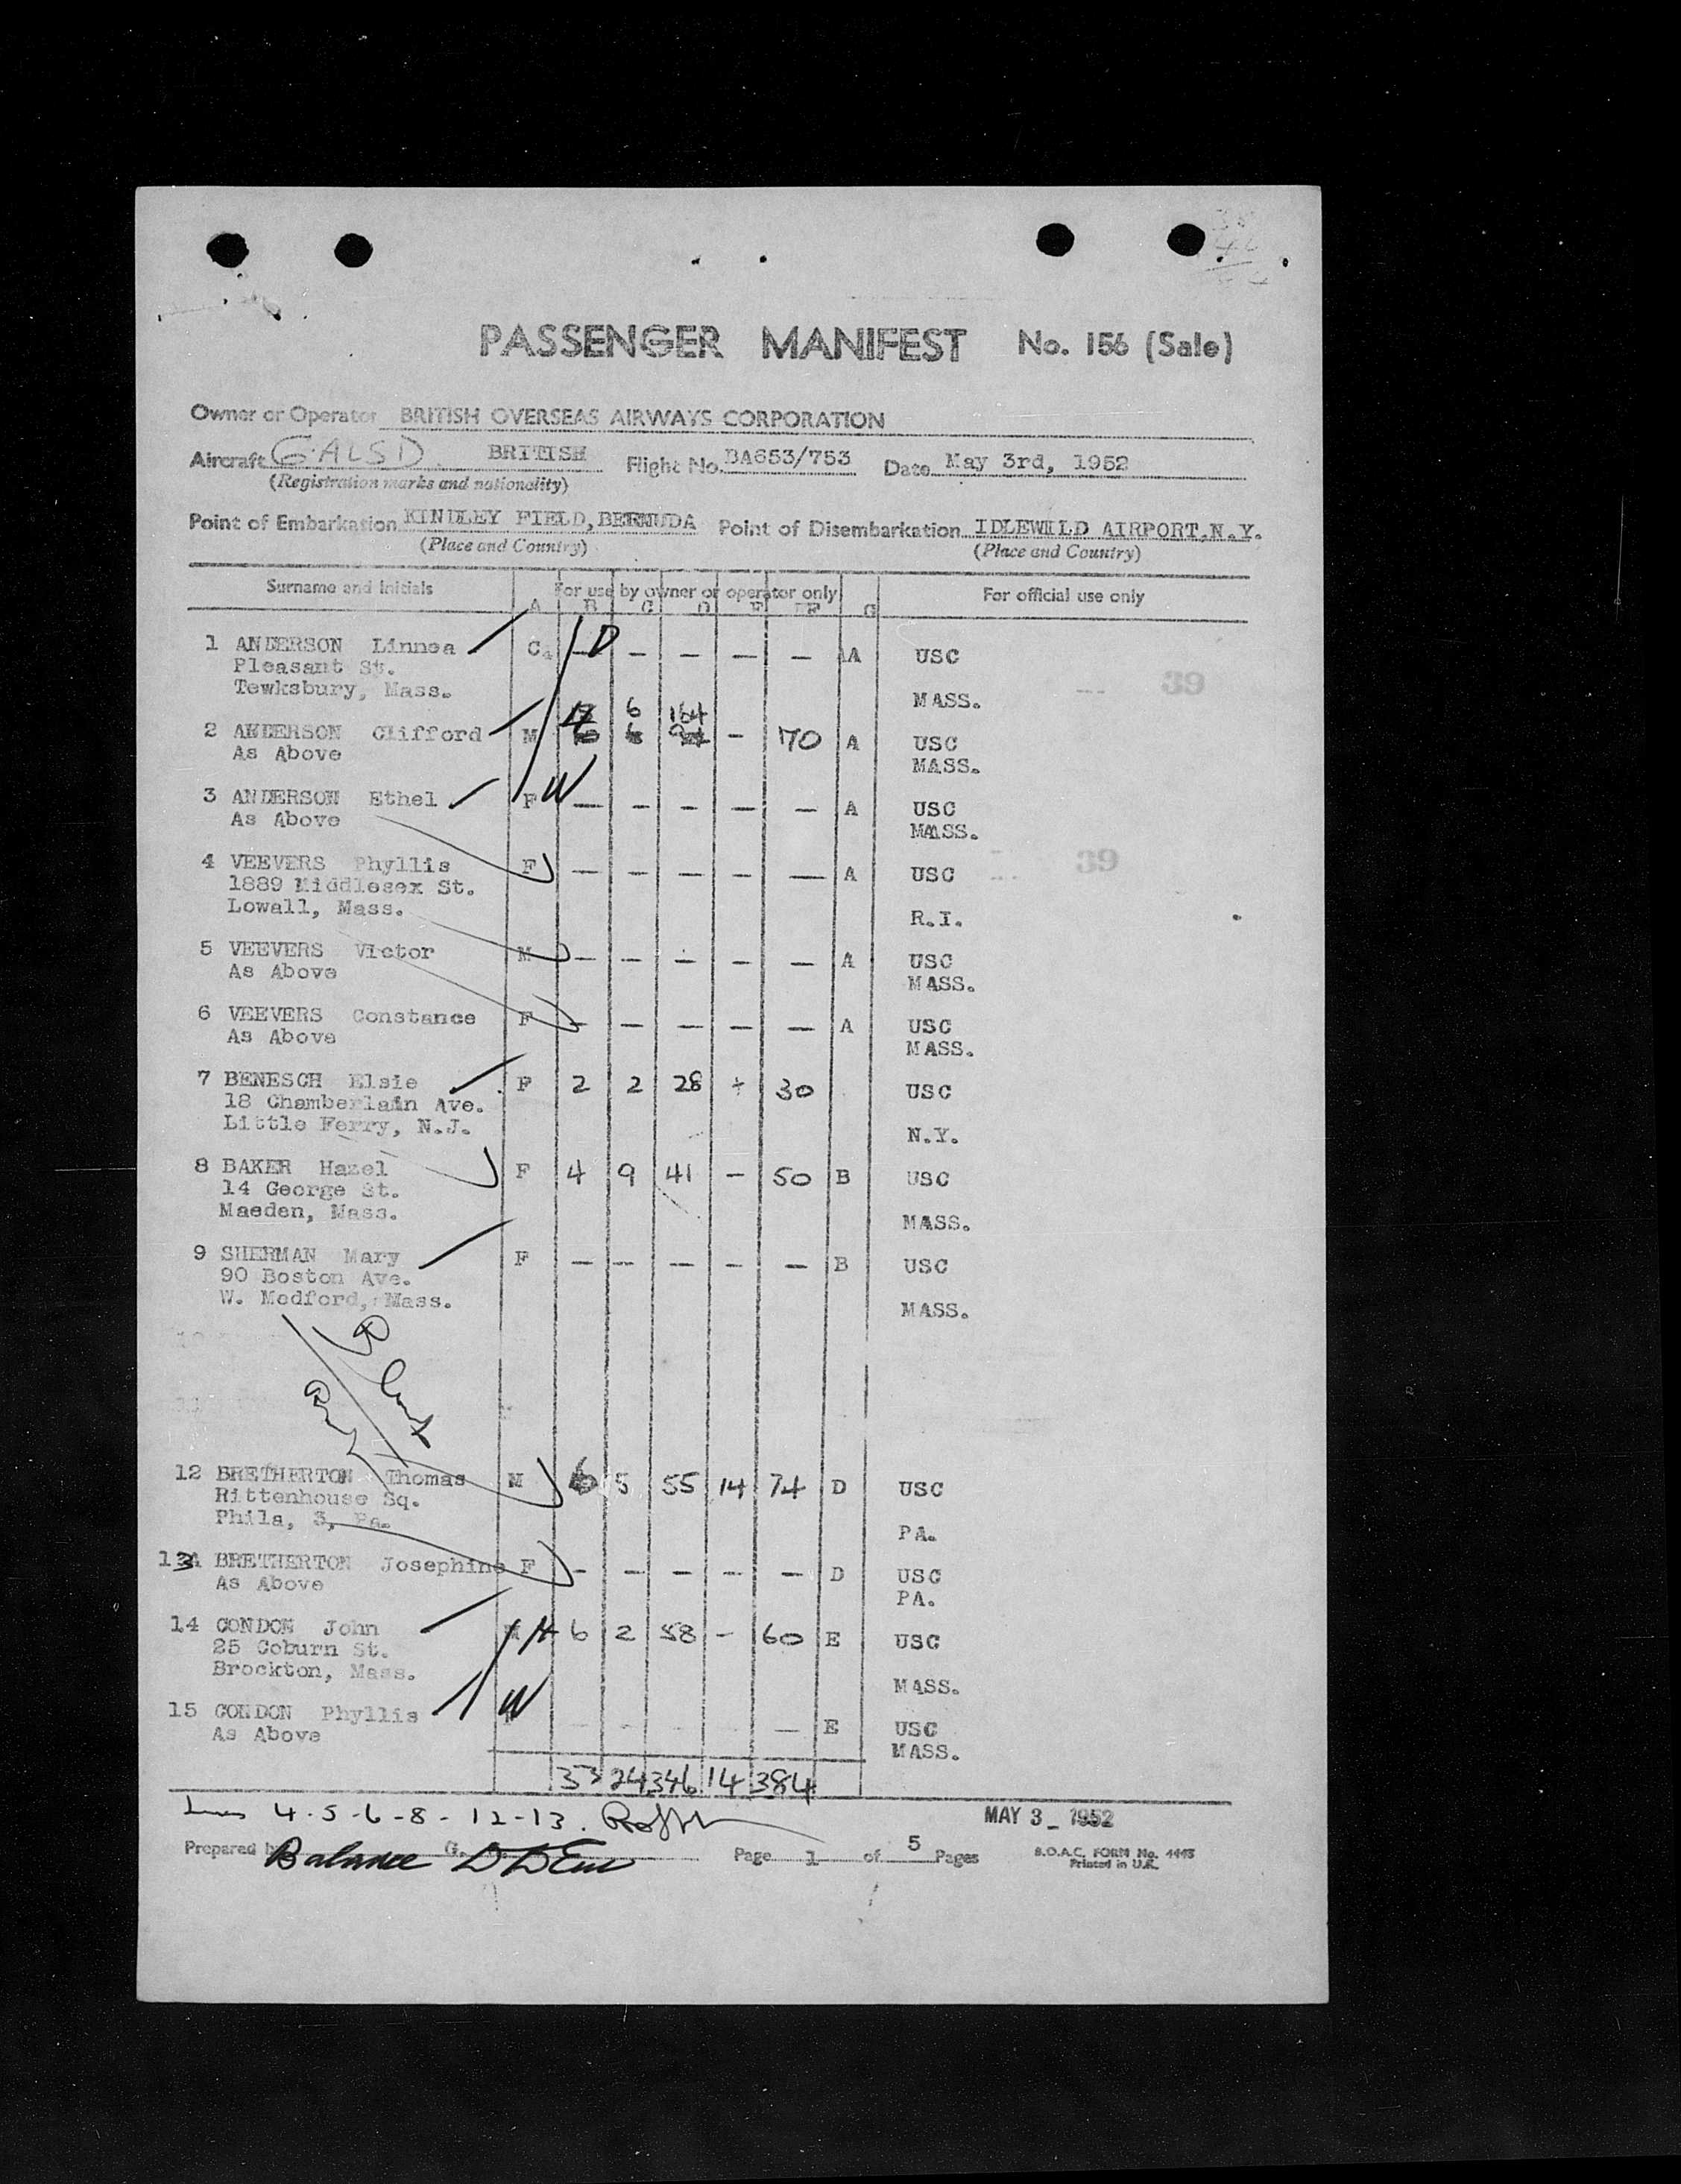 PASSENGER MANIFEST No. 156 (Sale)
Owner or Operator BRITISH OVERSEAS AIRWAYS CORPORATION
Aircraft G-ALSD BRITISH Flight No. BA653/753 Date May 3rd, 1952
(Registration marks and nationality)
Point of Embarkation KINDLEY FIELD, BERMUDA Point of Disembarkation IDLEWILD AIRPORT, N.Y.
(Place and Country) (Place and Country)
Surname and initials For use by owner or operator only For official use only
A B C D E F G
1 ANDERSON Linnea C D — — — — — A USC
Pleasant St.
Tewksbury, Mass. MASS. 39
6 164
2 ANDERSON Clifford M - 70 A USC
As Above MASS.
3 ANDERSON Ethel F W — — — — — A USC
As Above MASS.
4 VEEVERS Phyllis F — — — — — A USC 39
1889 Middlesex St.
Lowall, Mass. R.I.
5 VEEVERS Victor M — — — — — A USC
As Above MASS.
6 VEEVERS Constance F — — — — — A USC
As Above MASS.
7 BENESCH Elsie F 2 2 28 + 30 USC
18 Chamberlain Ave.
Little Ferry, N.J. N.Y.
8 BAKER Hazel F 4 9 41 - 50 B USC
14 George St.
Maeden, Mass. MASS.
9 SHERMAN Mary F — — — — — B USC
90 Boston Ave.
W. Medford, Mass. MASS.
12 BRETHERTON Thomas M 6 5 55 14 74 D USC
Rittenhouse Sq.
Phila, 3, Pa. PA.
13 BRETHERTON Josephine F — — — — — D USC
As Above PA.
14 CONDON John M H 6 2 58 - 60 E USC
25 Coburn St.
Brockton, Mass. MASS.
15 CONDON Phyllis W — — — — — E USC
As Above MASS.
33 24 346 14 384
4-5-6-8-12-13. MAY 3 - 1952
Prepared by Balance G. Page 1 of 5 Pages B.O.A.C. FORM No. 4443
Printed in U.K.